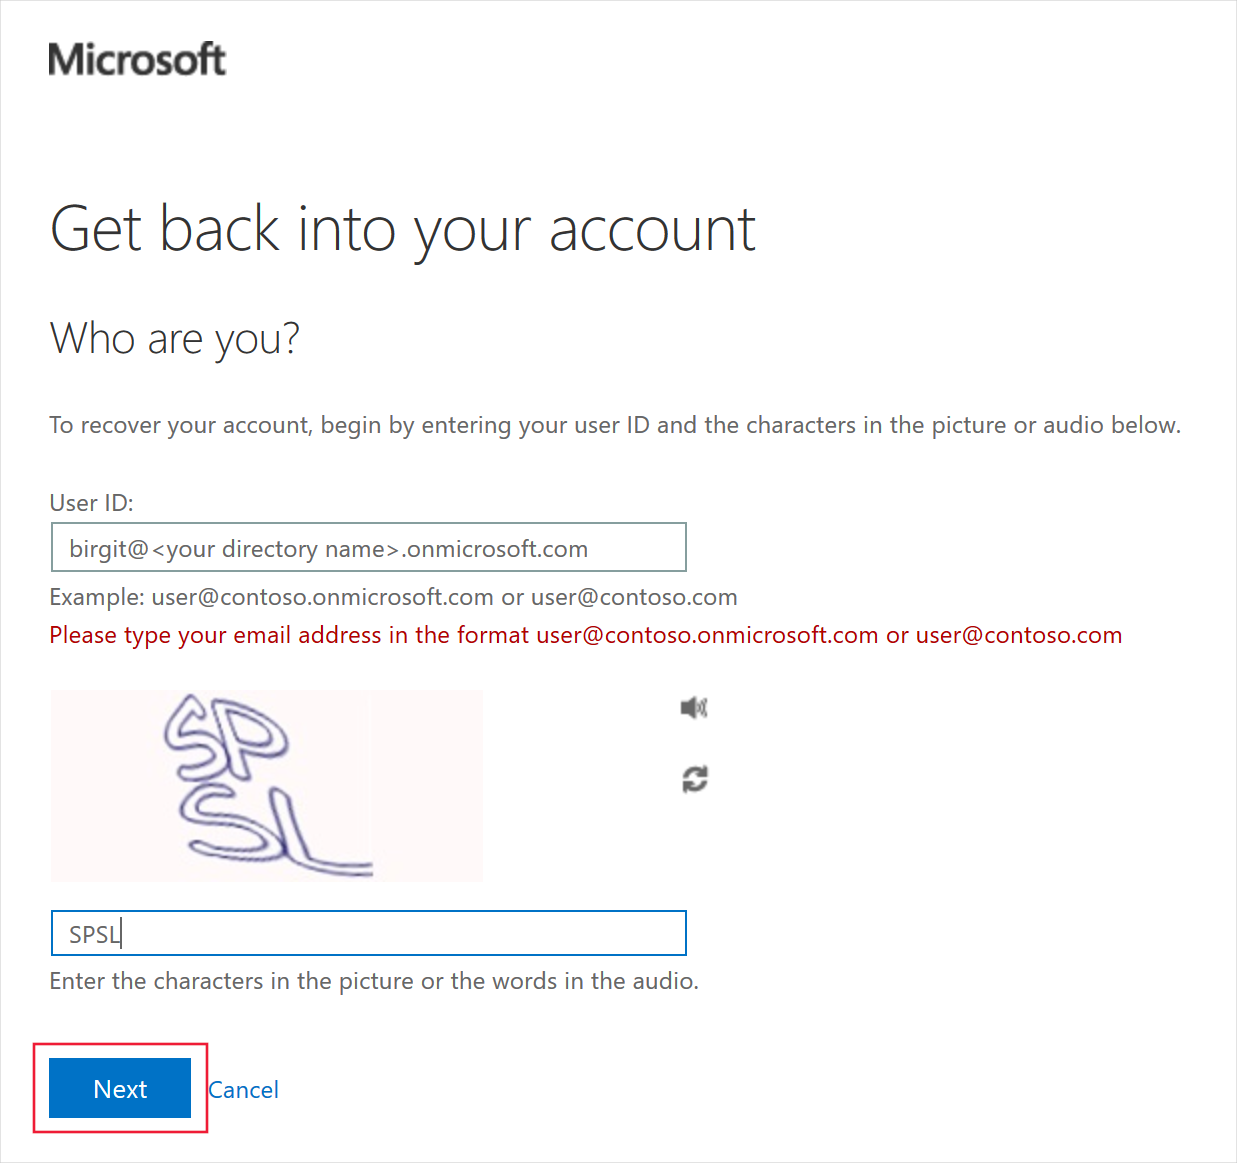 Microsoft
Get back into your account
Who are you?
To recover your account, begin by entering your user ID and the characters in the picture or audio below.
User ID:
birgit@<your directory name>.onmicrosoft.com
Example: user@contoso.onmicrosoft.com or user@contoso.com
Please type your email address in the format user@contoso.onmicrosoft.com or user@contoso.com
SP
SL
SPSL
Enter the characters in the picture or the words in the audio.
Next Cancel